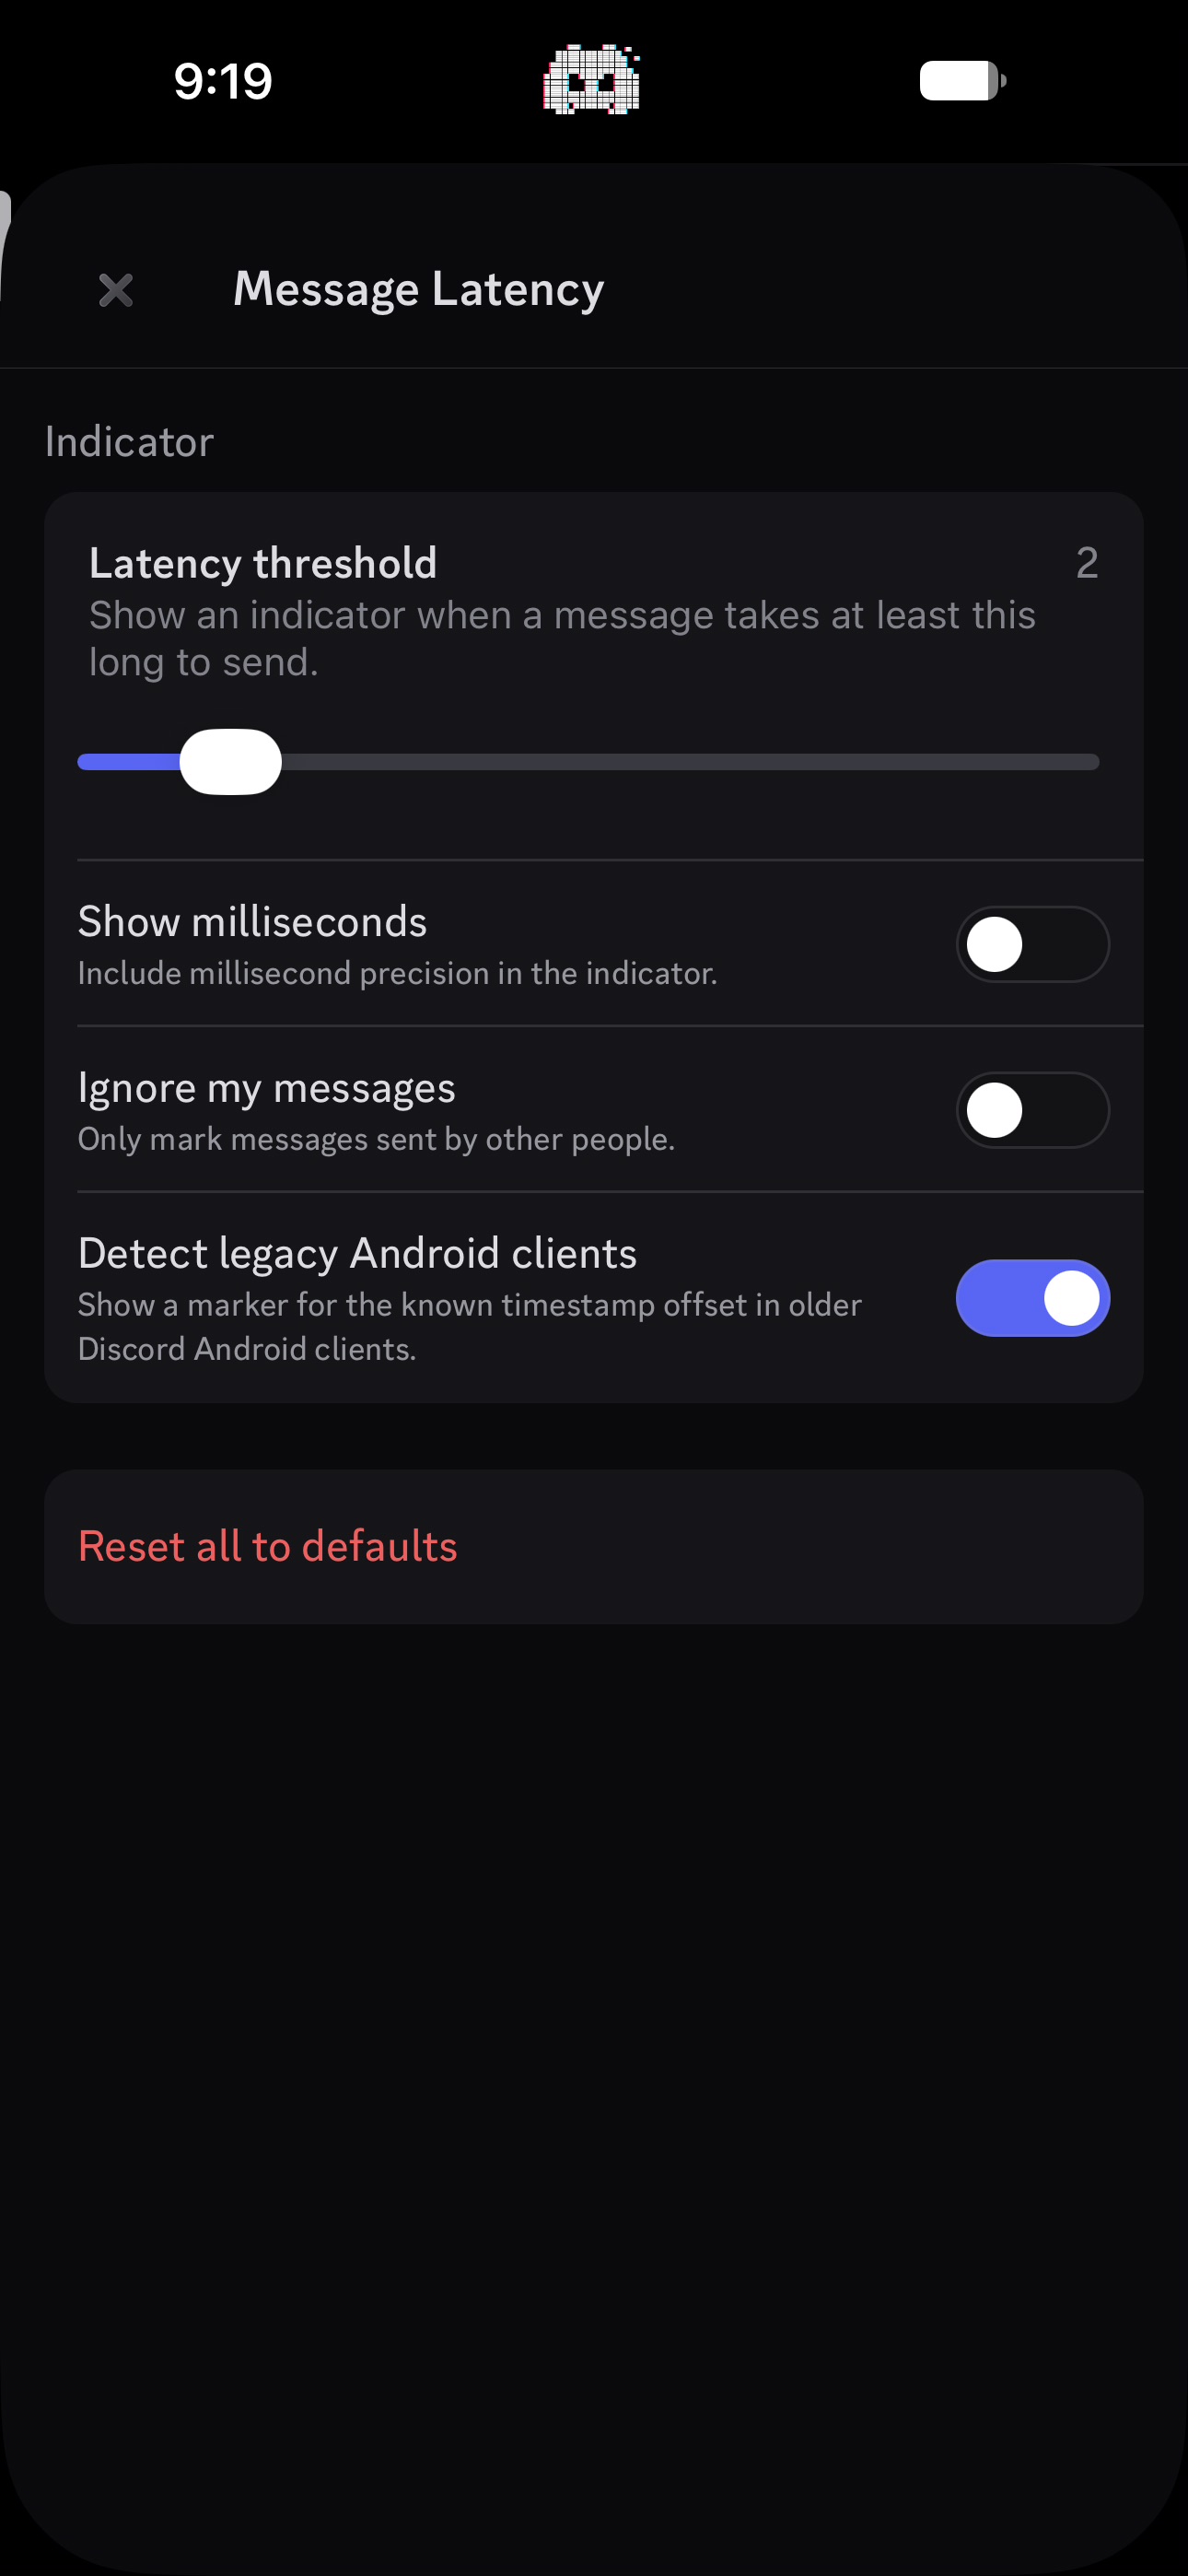 9:19
Message Latency
Indicator
Latency threshold
2
Show an indicator when a message takes at least this
long to send.
Show milliseconds
Include millisecond precision in the indicator.
Ignore my messages
Only mark messages sent by other people.
Detect legacy Android clients
Show a marker for the known timestamp offset in older
Discord Android clients.
Reset all to defaults